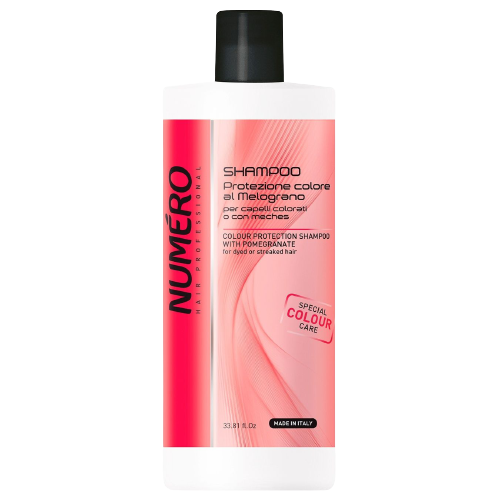 NUMÉRO
HAIR PROFESSIONAL
SHAMPOO
Protezione colore
al Melograno
per capelli colorati
o con meches
COLOUR PROTECTION SHAMPOO
WITH POMEGRANATE
for dyed or streaked hair
SPECIAL
COLOUR
CARE
33.81 fl. Oz
MADE IN ITALY